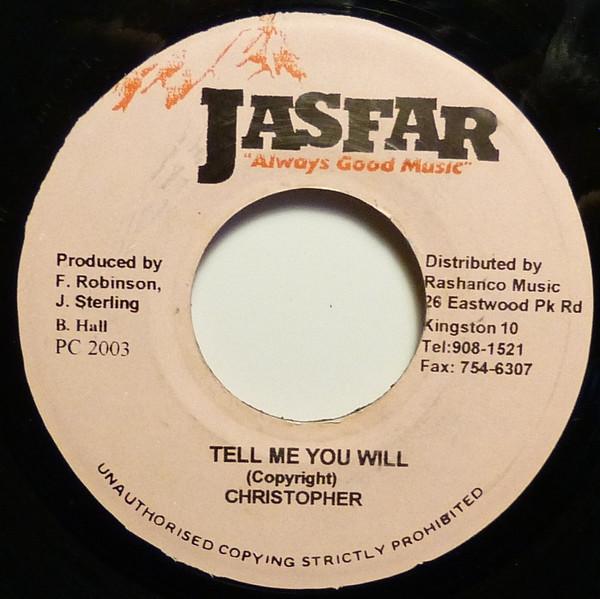 JASFAR
"Always Good Music"
Produced by
F. Robinson,
J. Sterling
B. Hall
PC 2003
Distributed by
Rashanco Music
26 Eastwood Pk Rd
Kingston 10
Tel:908-1521
Fax: 754-6307
TELL ME YOU WILL
(Copyright)
CHRISTOPHER
UNAUTHORISED COPYING STRICTLY PROHIBITED